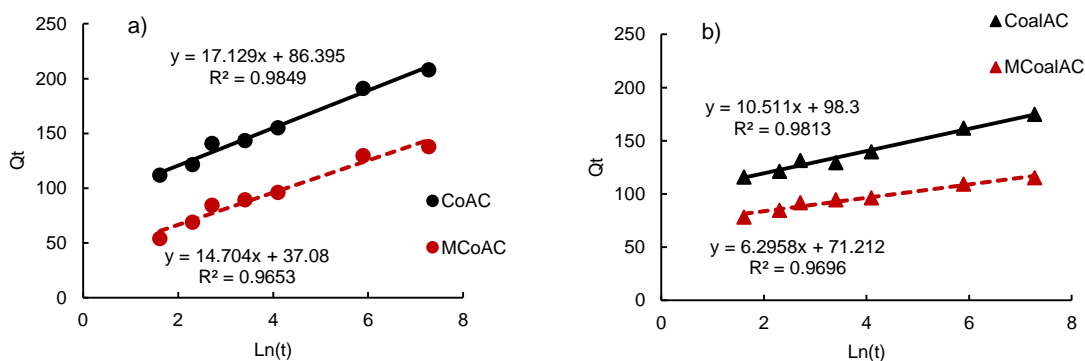 a)
y = 17.129x + 86.395
R² = 0.9849
250
200
150
100
50
0
Qt
CoAC
MCoAC
y = 14.704x + 37.08
R² = 0.9653
0 2 4 6 8
Ln(t)
b)
CoalAC
MCoalAC
250
200
150
100
50
0
Qt
y = 10.511x + 98.3
R² = 0.9813
y = 6.2958x + 71.212
R² = 0.9696
0 2 4 6 8
Ln(t)